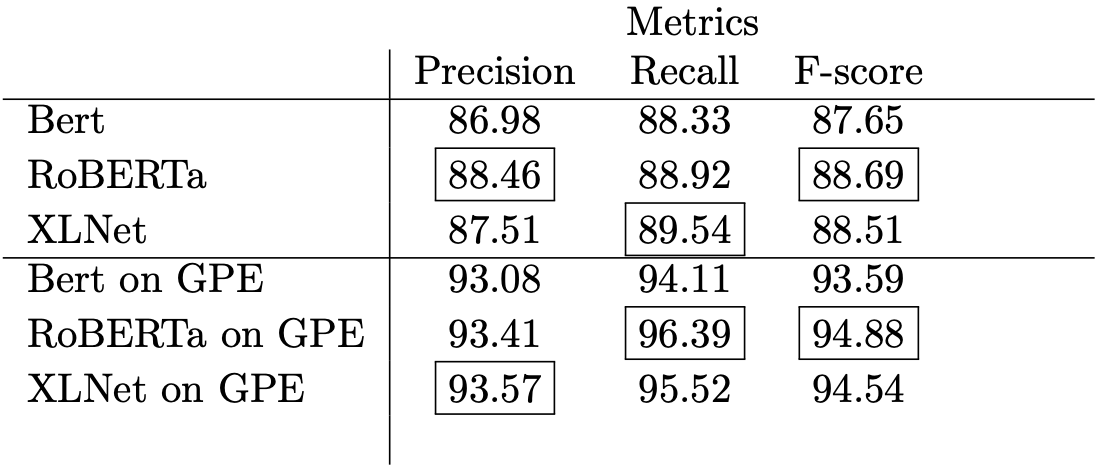 Metrics
Precision Recall F-score
Bert 86.98 88.33 87.65
RoBERTa 88.46 88.92 88.69
XLNet 87.51 89.54 88.51
Bert on GPE 93.08 94.11 93.59
RoBERTa on GPE 93.41 96.39 94.88
XLNet on GPE 93.57 95.52 94.54